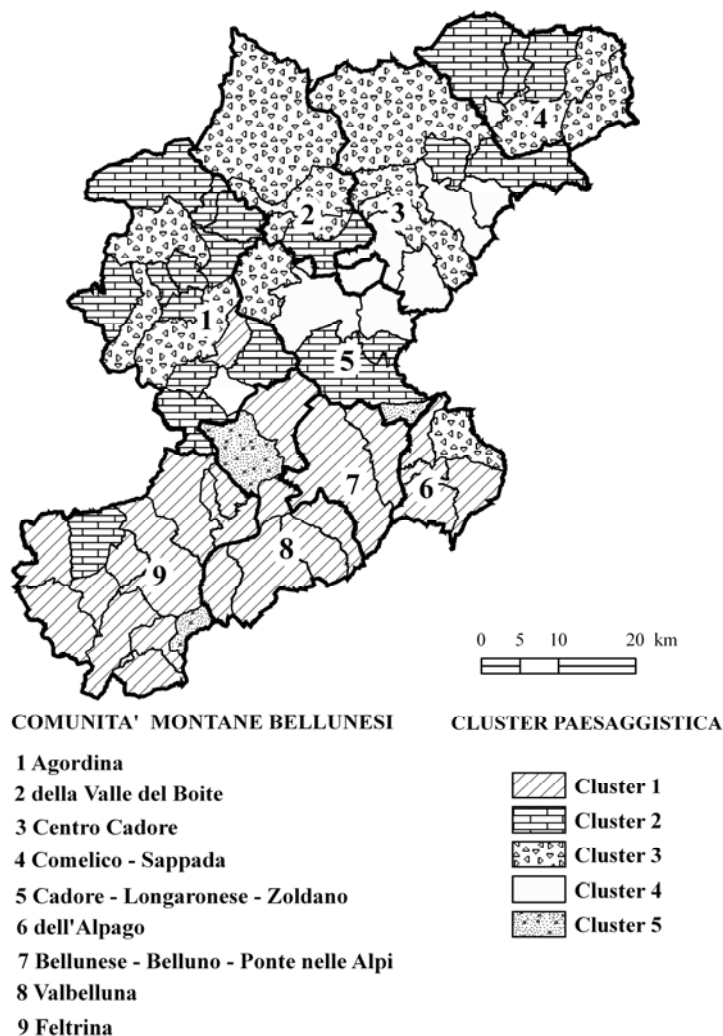 4
2
3
1
5
7
6
8
9
0 5 10 20 km
COMUNITA' MONTANE BELLUNESI
1 Agordina
2 della Valle del Boite
3 Centro Cadore
4 Comelico - Sappada
5 Cadore - Longaronese - Zoldano
6 dell'Alpago
7 Bellunese - Belluno - Ponte nelle Alpi
8 Valbelluna
9 Feltrina
CLUSTER PAESAGGISTICA
Cluster 1
Cluster 2
Cluster 3
Cluster 4
Cluster 5